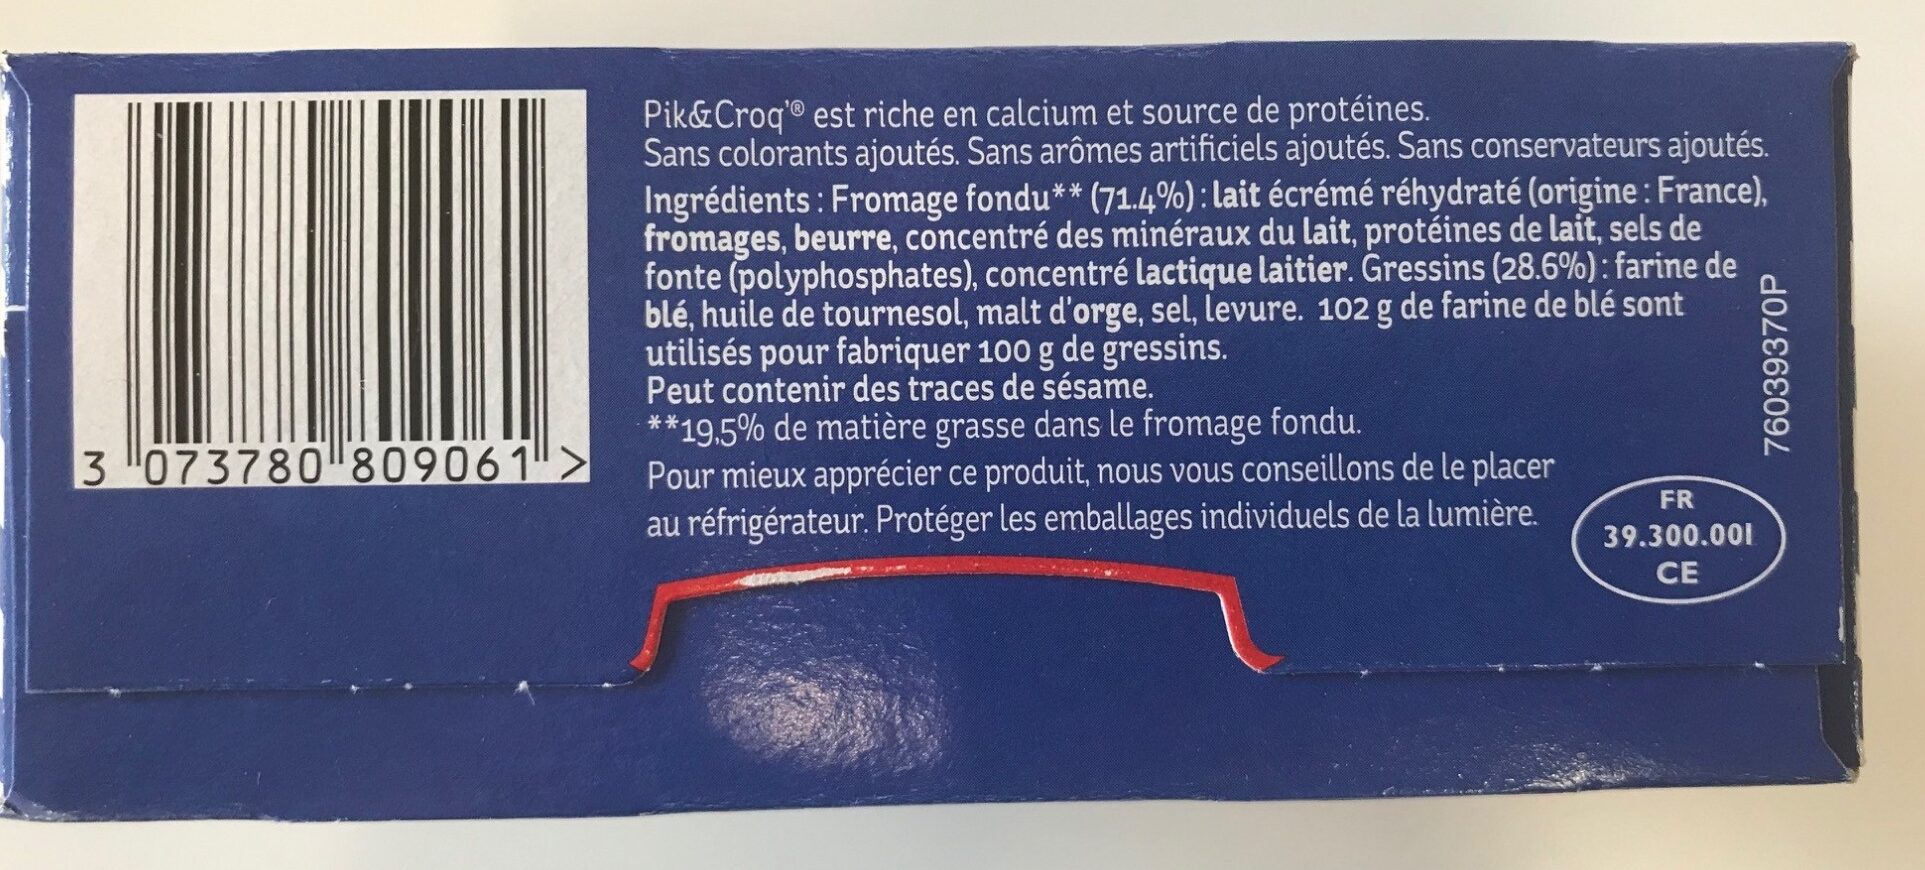 Pik&Croq'® est riche en calcium et source de protéines.
Sans colorants ajoutés. Sans arômes artificiels ajoutés. Sans conservateurs ajoutés.
Ingrédients : Fromage fondu** (71.4%) : lait écrémé réhydraté (origine : France),
fromages, beurre, concentré des minéraux du lait, protéines de lait, sels de
fonte (polyphosphates), concentré lactique laitier. Gressins (28.6%) : farine de
blé, huile de tournesol, malt d'orge, sel, levure. 102 g de farine de blé sont
utilisés pour fabriquer 100 g de gressins.
Peut contenir des traces de sésame.
**19,5% de matière grasse dans le fromage fondu.
Pour mieux apprécier ce produit, nous vous conseillons de le placer
au réfrigérateur. Protéger les emballages individuels de la lumière.
3 073780 809061 >
7603937​0P
FR
39.300.001
CE